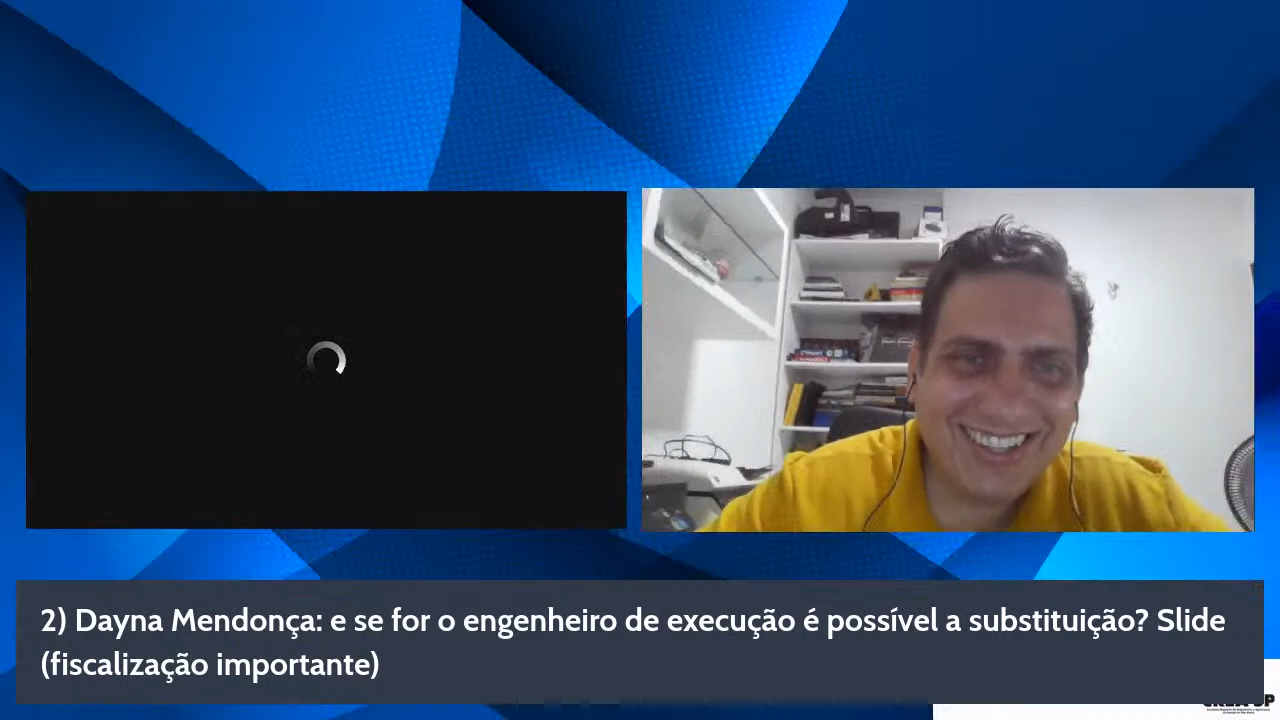 2) Dayna Mendonça: e se for o engenheiro de execução é possível a substituição? Slide
(fiscalização importante)